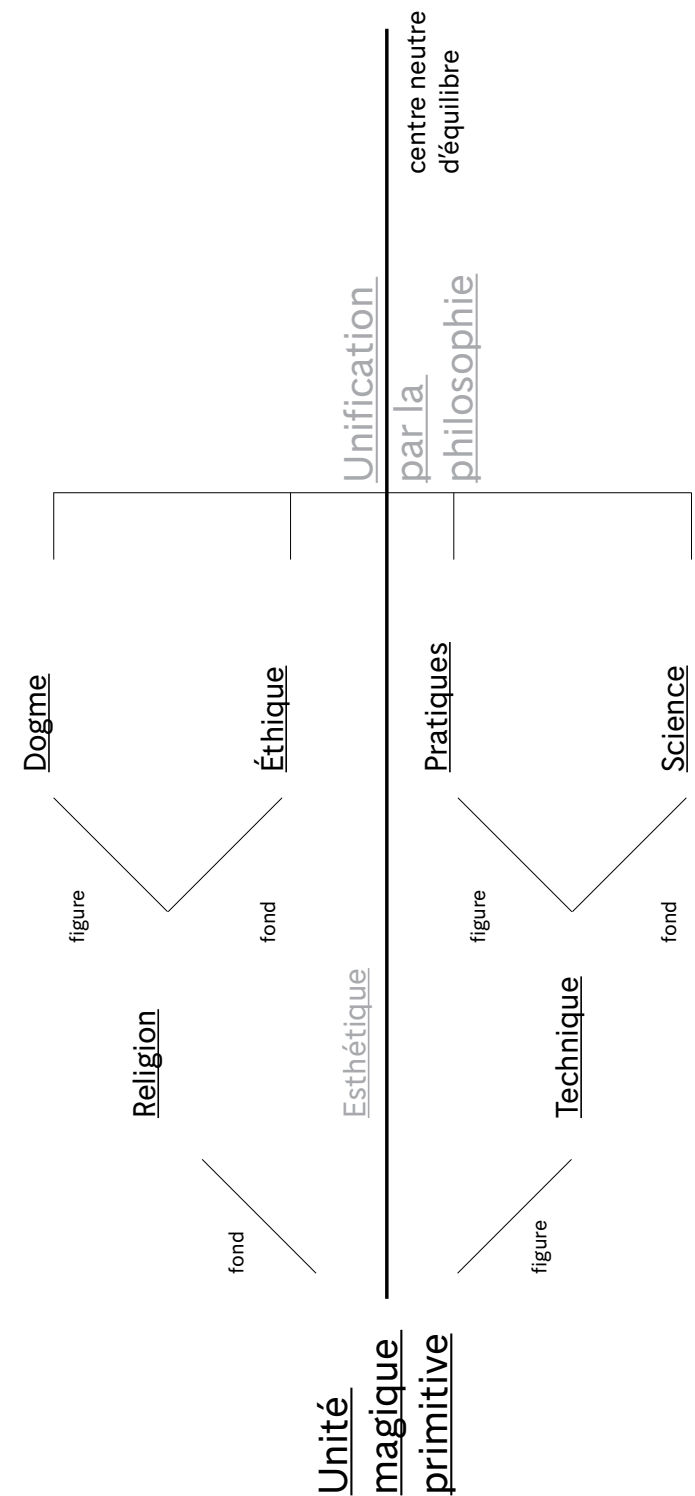 Unité
magique
primitive
fond
figure
Religion
Esthétique
Technique
figure
fond
figure
fond
Dogme
Éthique
Pratiques
Science
Unification
par la
philosophie
centre neutre
d’équilibre